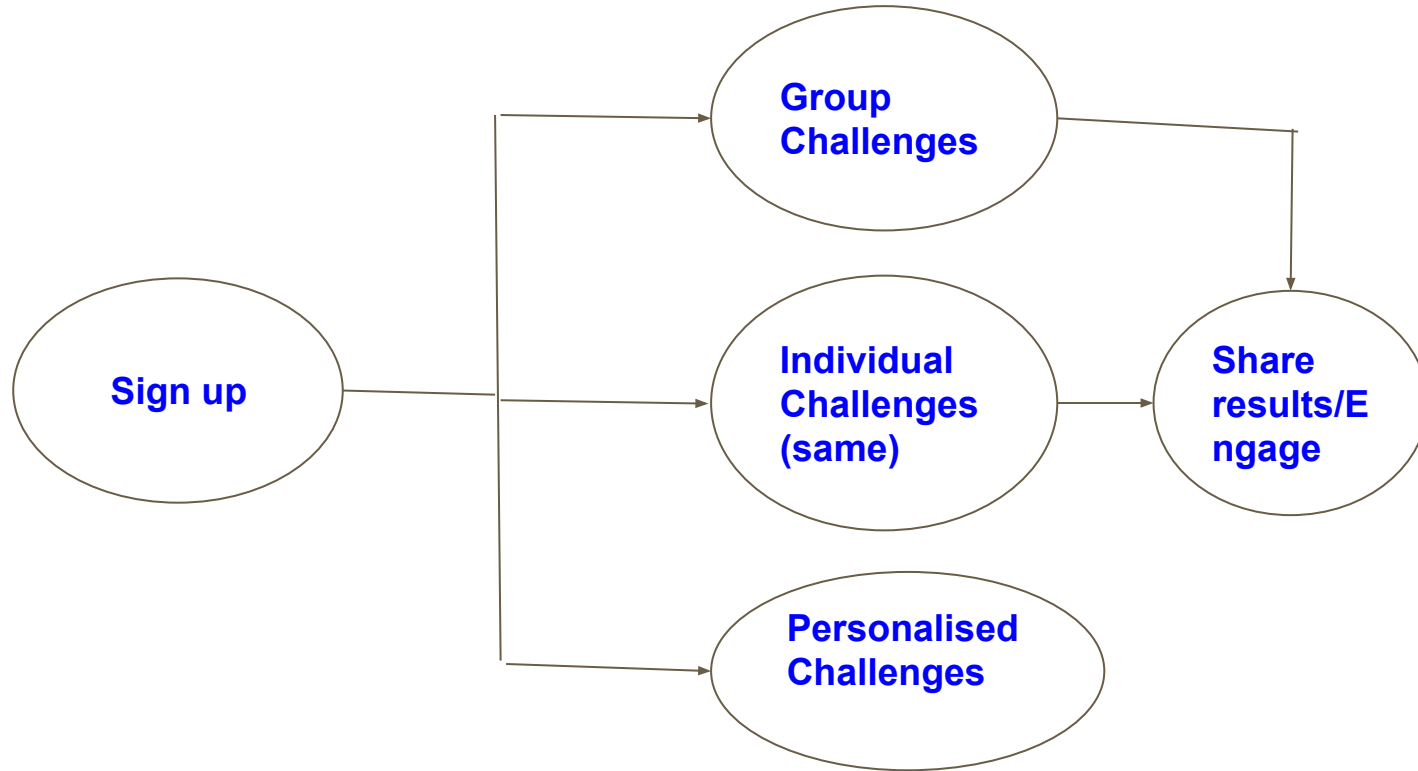 Group
Challenges
Sign up
Individual
Challenges
(same)
Share
results/E
ngage
Personalised
Challenges